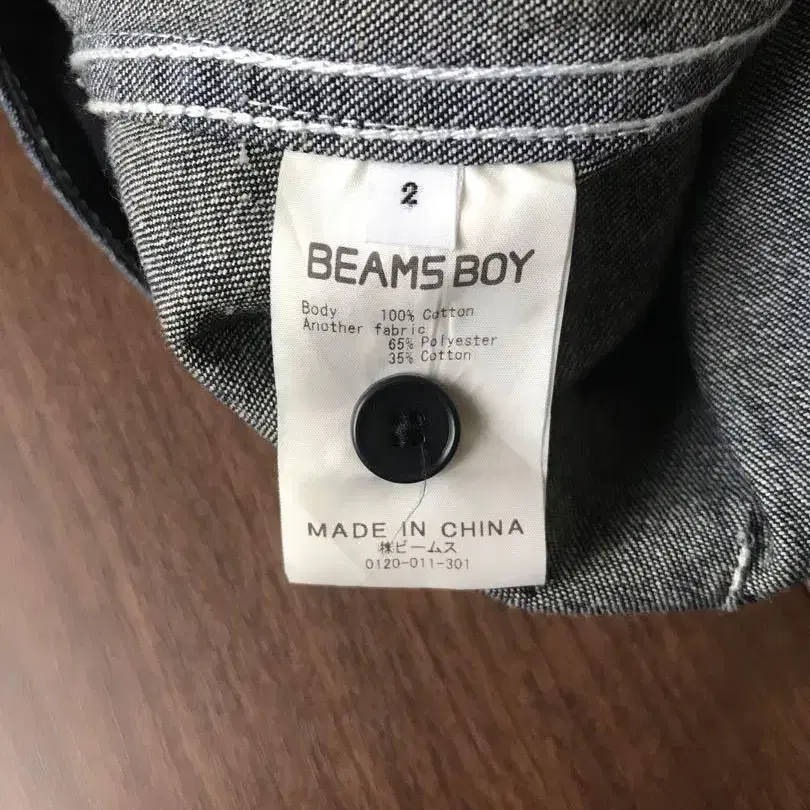 2
BEAMS BOY
Body 100% Cotton
Another fabric
65% Polyester
35% Cotton
MADE IN CHINA
㈱ビームス
0120-011-301